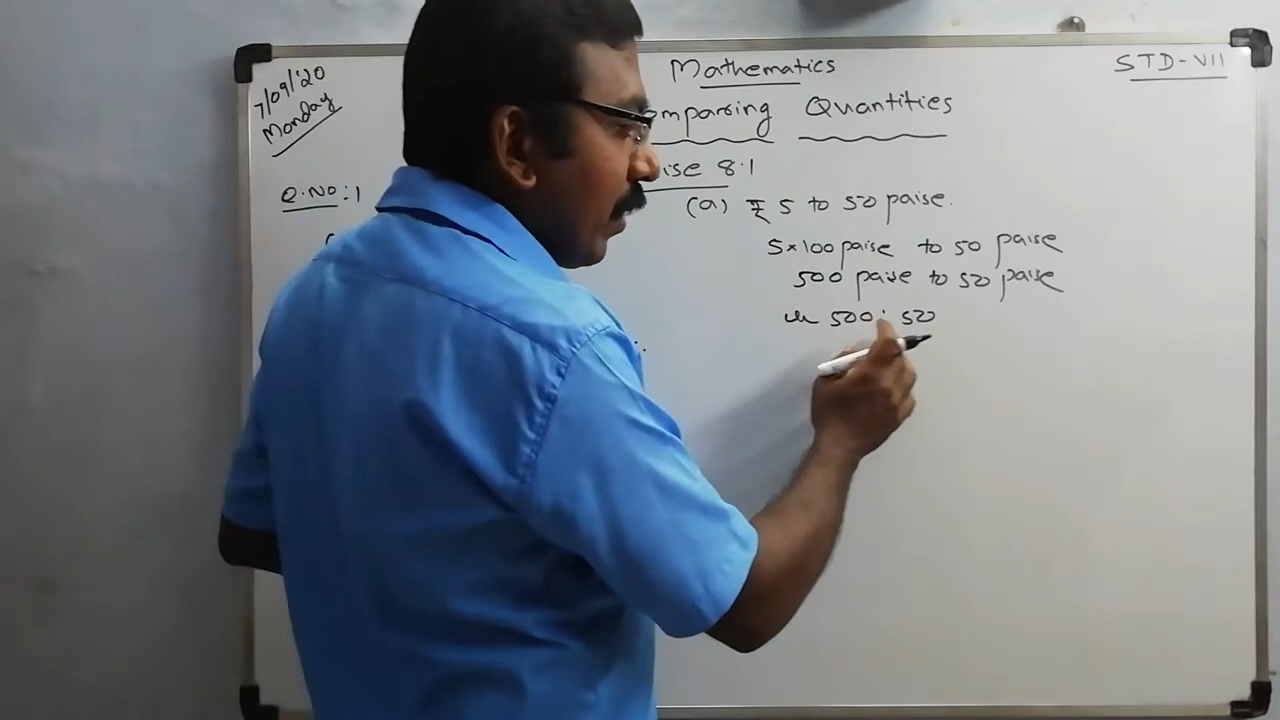 7/09/'20
Monday
Mathematics
STD-VII
omparing Quantities
ise 8.1
Q.No:1
(a) ₹ 5 to 50 paise.
5×100 paise to 50 paise
500 paise to 50 paise
500 : 50